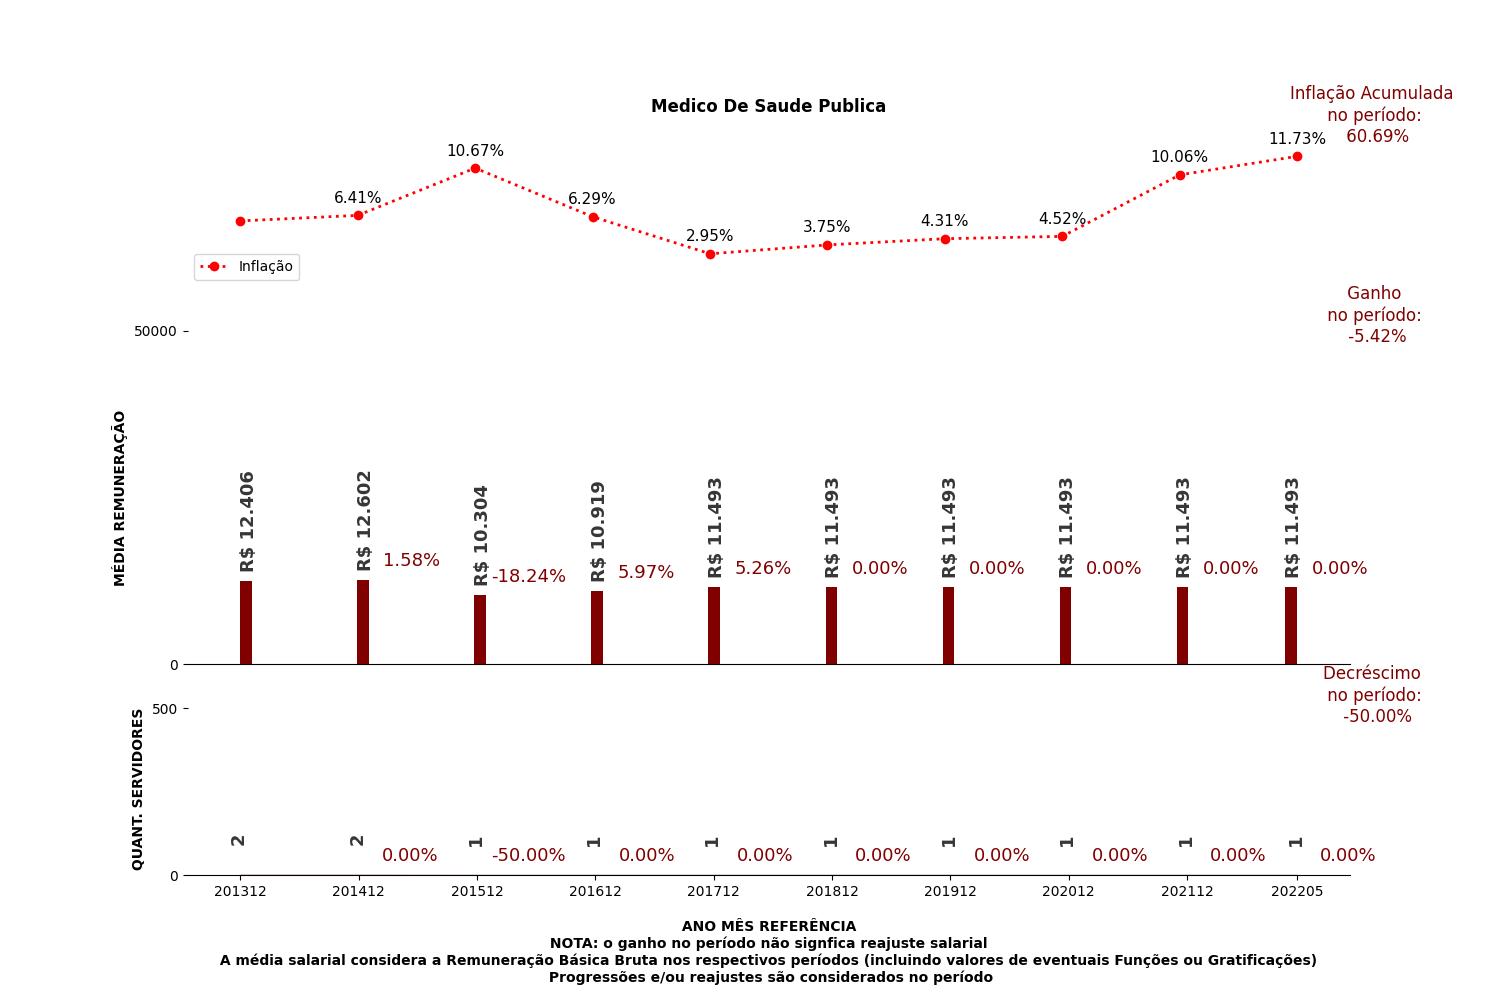 Medico De Saude Publica
Inflação Acumulada
no período:
60.69%
6.41%
10.67%
6.29%
2.95%
3.75%
4.31%
4.52%
10.06%
11.73%
Inflação
Ganho
no período:
-5.42%
50000
0
MÉDIA REMUNERAÇÃO
R$ 12.406
R$ 12.602
R$ 10.304
R$ 10.919
R$ 11.493
R$ 11.493
R$ 11.493
R$ 11.493
R$ 11.493
R$ 11.493
1.58%
-18.24%
5.97%
5.26%
0.00%
0.00%
0.00%
0.00%
0.00%
Decréscimo
no período:
-50.00%
500
0
QUANT. SERVIDORES
2
2
1
1
1
1
1
1
1
1
0.00%
-50.00%
0.00%
0.00%
0.00%
0.00%
0.00%
0.00%
0.00%
201312
201412
201512
201612
201712
201812
201912
202012
202112
202205
ANO MÊS REFERÊNCIA
NOTA: o ganho no período não signfica reajuste salarial
A média salarial considera a Remuneração Básica Bruta nos respectivos períodos (incluindo valores de eventuais Funções ou Gratificações)
Progressões e/ou reajustes são considerados no período